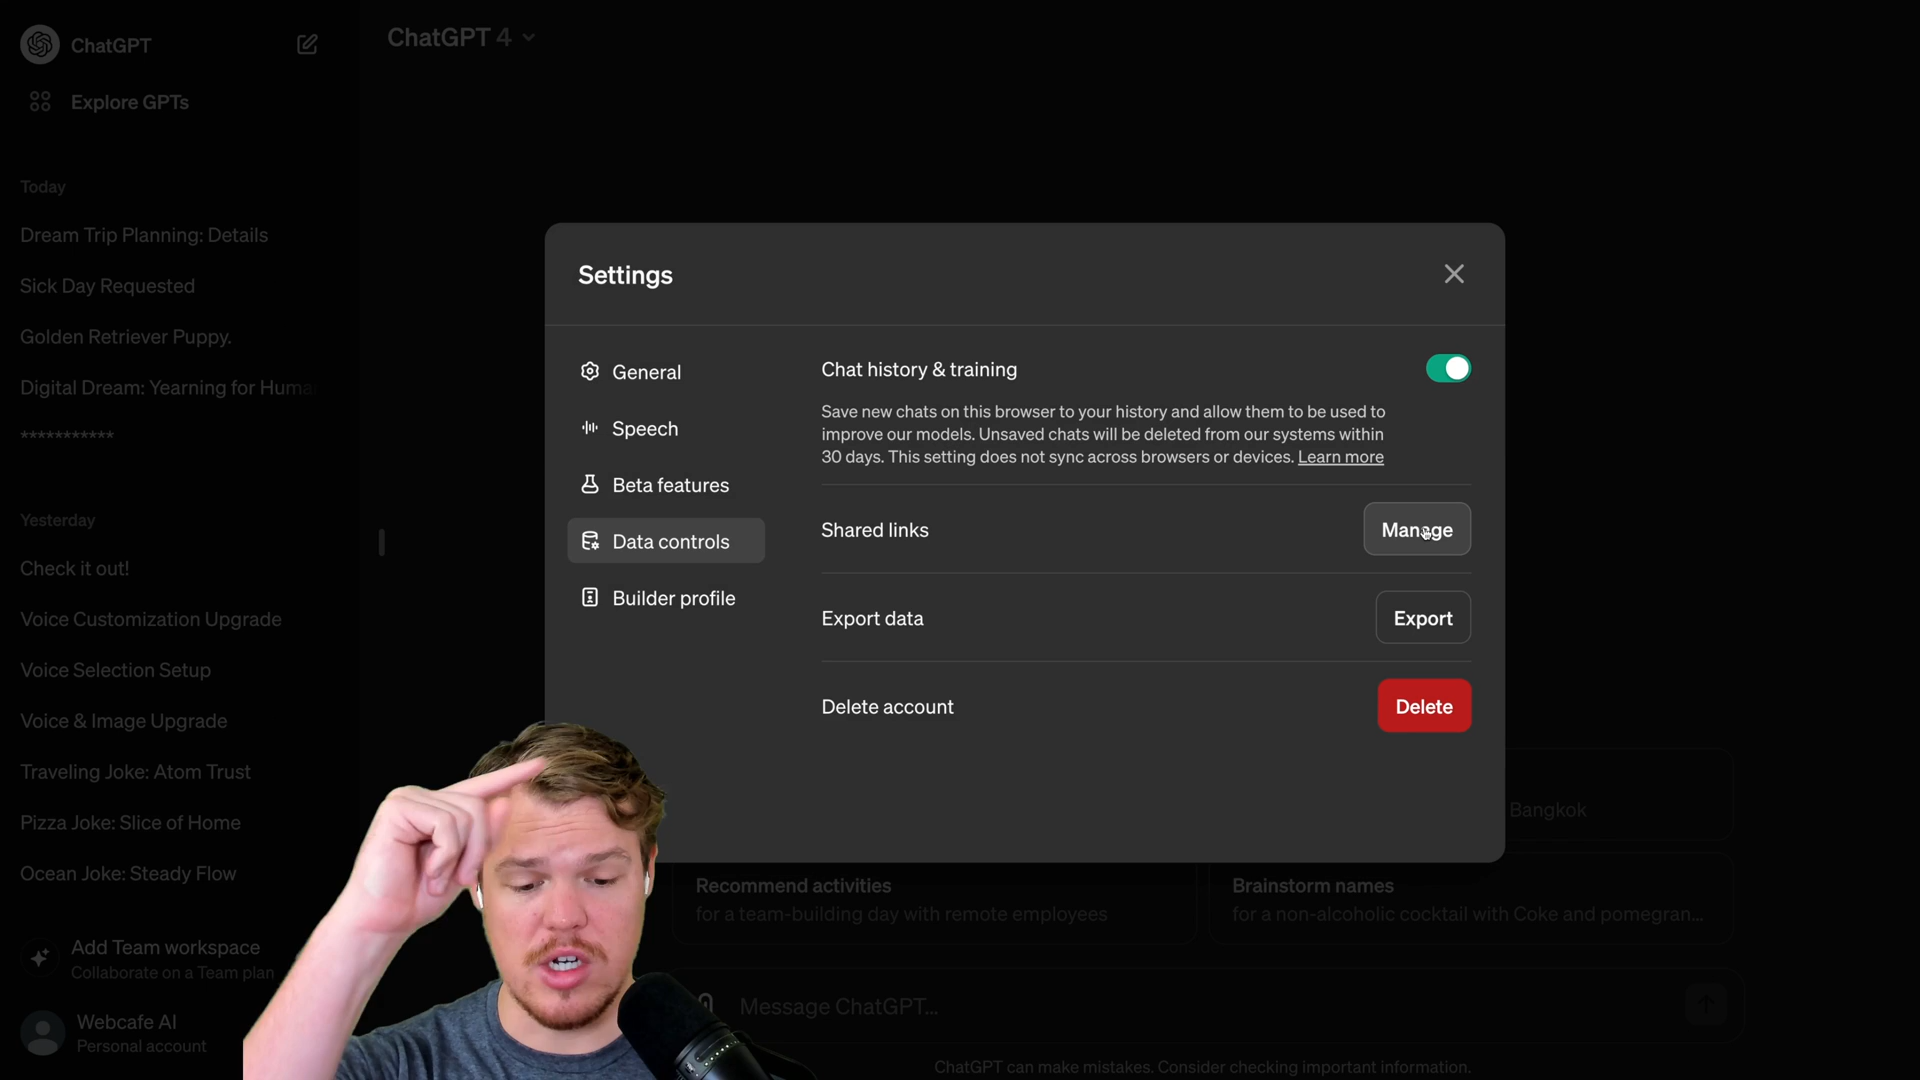 ChatGPT
Explore GPTs
Today
Dream Trip Planning: Details
Sick Day Requested
Golden Retriever Puppy.
Digital Dream: Yearning for Huma
***********
Yesterday
Check it out!
Voice Customization Upgrade
Voice Selection Setup
Voice & Image Upgrade
Traveling Joke: Atom Trust
Pizza Joke: Slice of Home
Ocean Joke: Steady Flow
Add Team workspace
Collaborate on a Team plan
Webcafe AI
Personal account
ChatGPT 4
Settings
General
Speech
Beta features
Data controls
Builder profile
Chat history & training
Save new chats on this browser to your history and allow them to be used to
improve our models. Unsaved chats will be deleted from our systems within
30 days. This setting does not sync across browsers or devices. Learn more
Shared links
Manage
Export data
Export
Delete account
Delete
Bangkok
Recommend activities
for a team-building day with remote employees
Brainstorm names
for a non-alcoholic cocktail with Coke and pomegran...
Message ChatGPT...
ChatGPT can make mistakes. Consider checking important information.